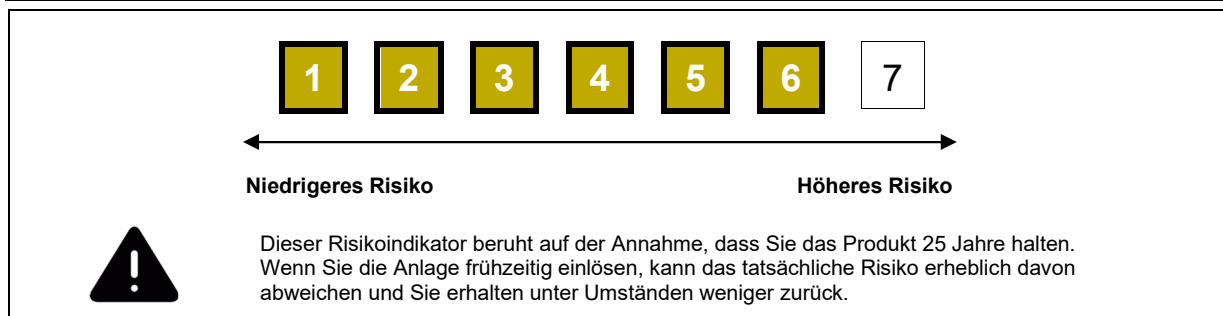 1 2 3 4 5 6 7
Niedrigeres Risiko Höheres Risiko
Dieser Risikoindikator beruht auf der Annahme, dass Sie das Produkt 25 Jahre halten.
Wenn Sie die Anlage frühzeitig einlösen, kann das tatsächliche Risiko erheblich davon
abweichen und Sie erhalten unter Umständen weniger zurück.